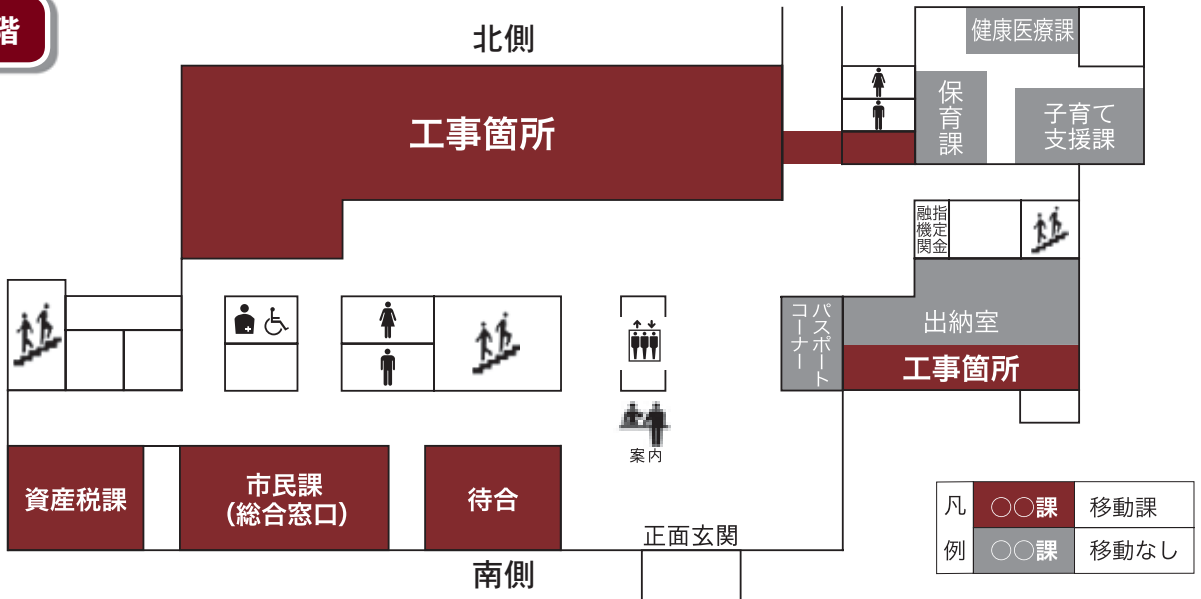 階
北側
健康医療課
工事箇所
保育課
子育て
支援課
指定金
融機関
パスポート
コーナー
出納室
工事箇所
案内
資産税課
市民課
(総合窓口)
待合
正面玄関
南側
凡例
○○課
移動課
○○課
移動なし